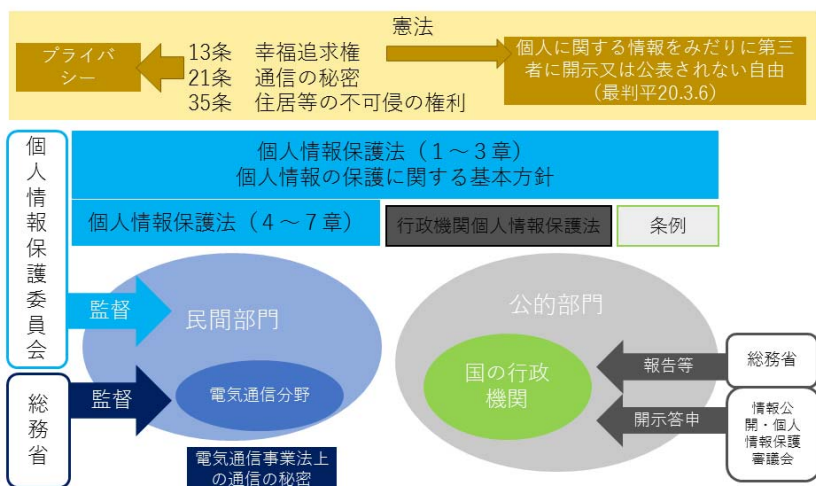 憲法
プライバ
シー
13条 幸福追求権
21条 通信の秘密
35条 住居等の不可侵の権利
個人に関する情報をみだりに第三
者に開示又は公表されない自由
(最判平20.3.6)
個人情報保護委員会
個人情報保護法(1~3章)
個人情報の保護に関する基本方針
個人情報保護法(4~7章)
行政機関個人情報保護法
条例
監督
民間部門
公的部門
総務省
監督
電気通信分野
国の行政
機関
報告等
総務省
開示答申
情報公
開・個人
情報保護
審議会
電気通信事業法上
の通信の秘密